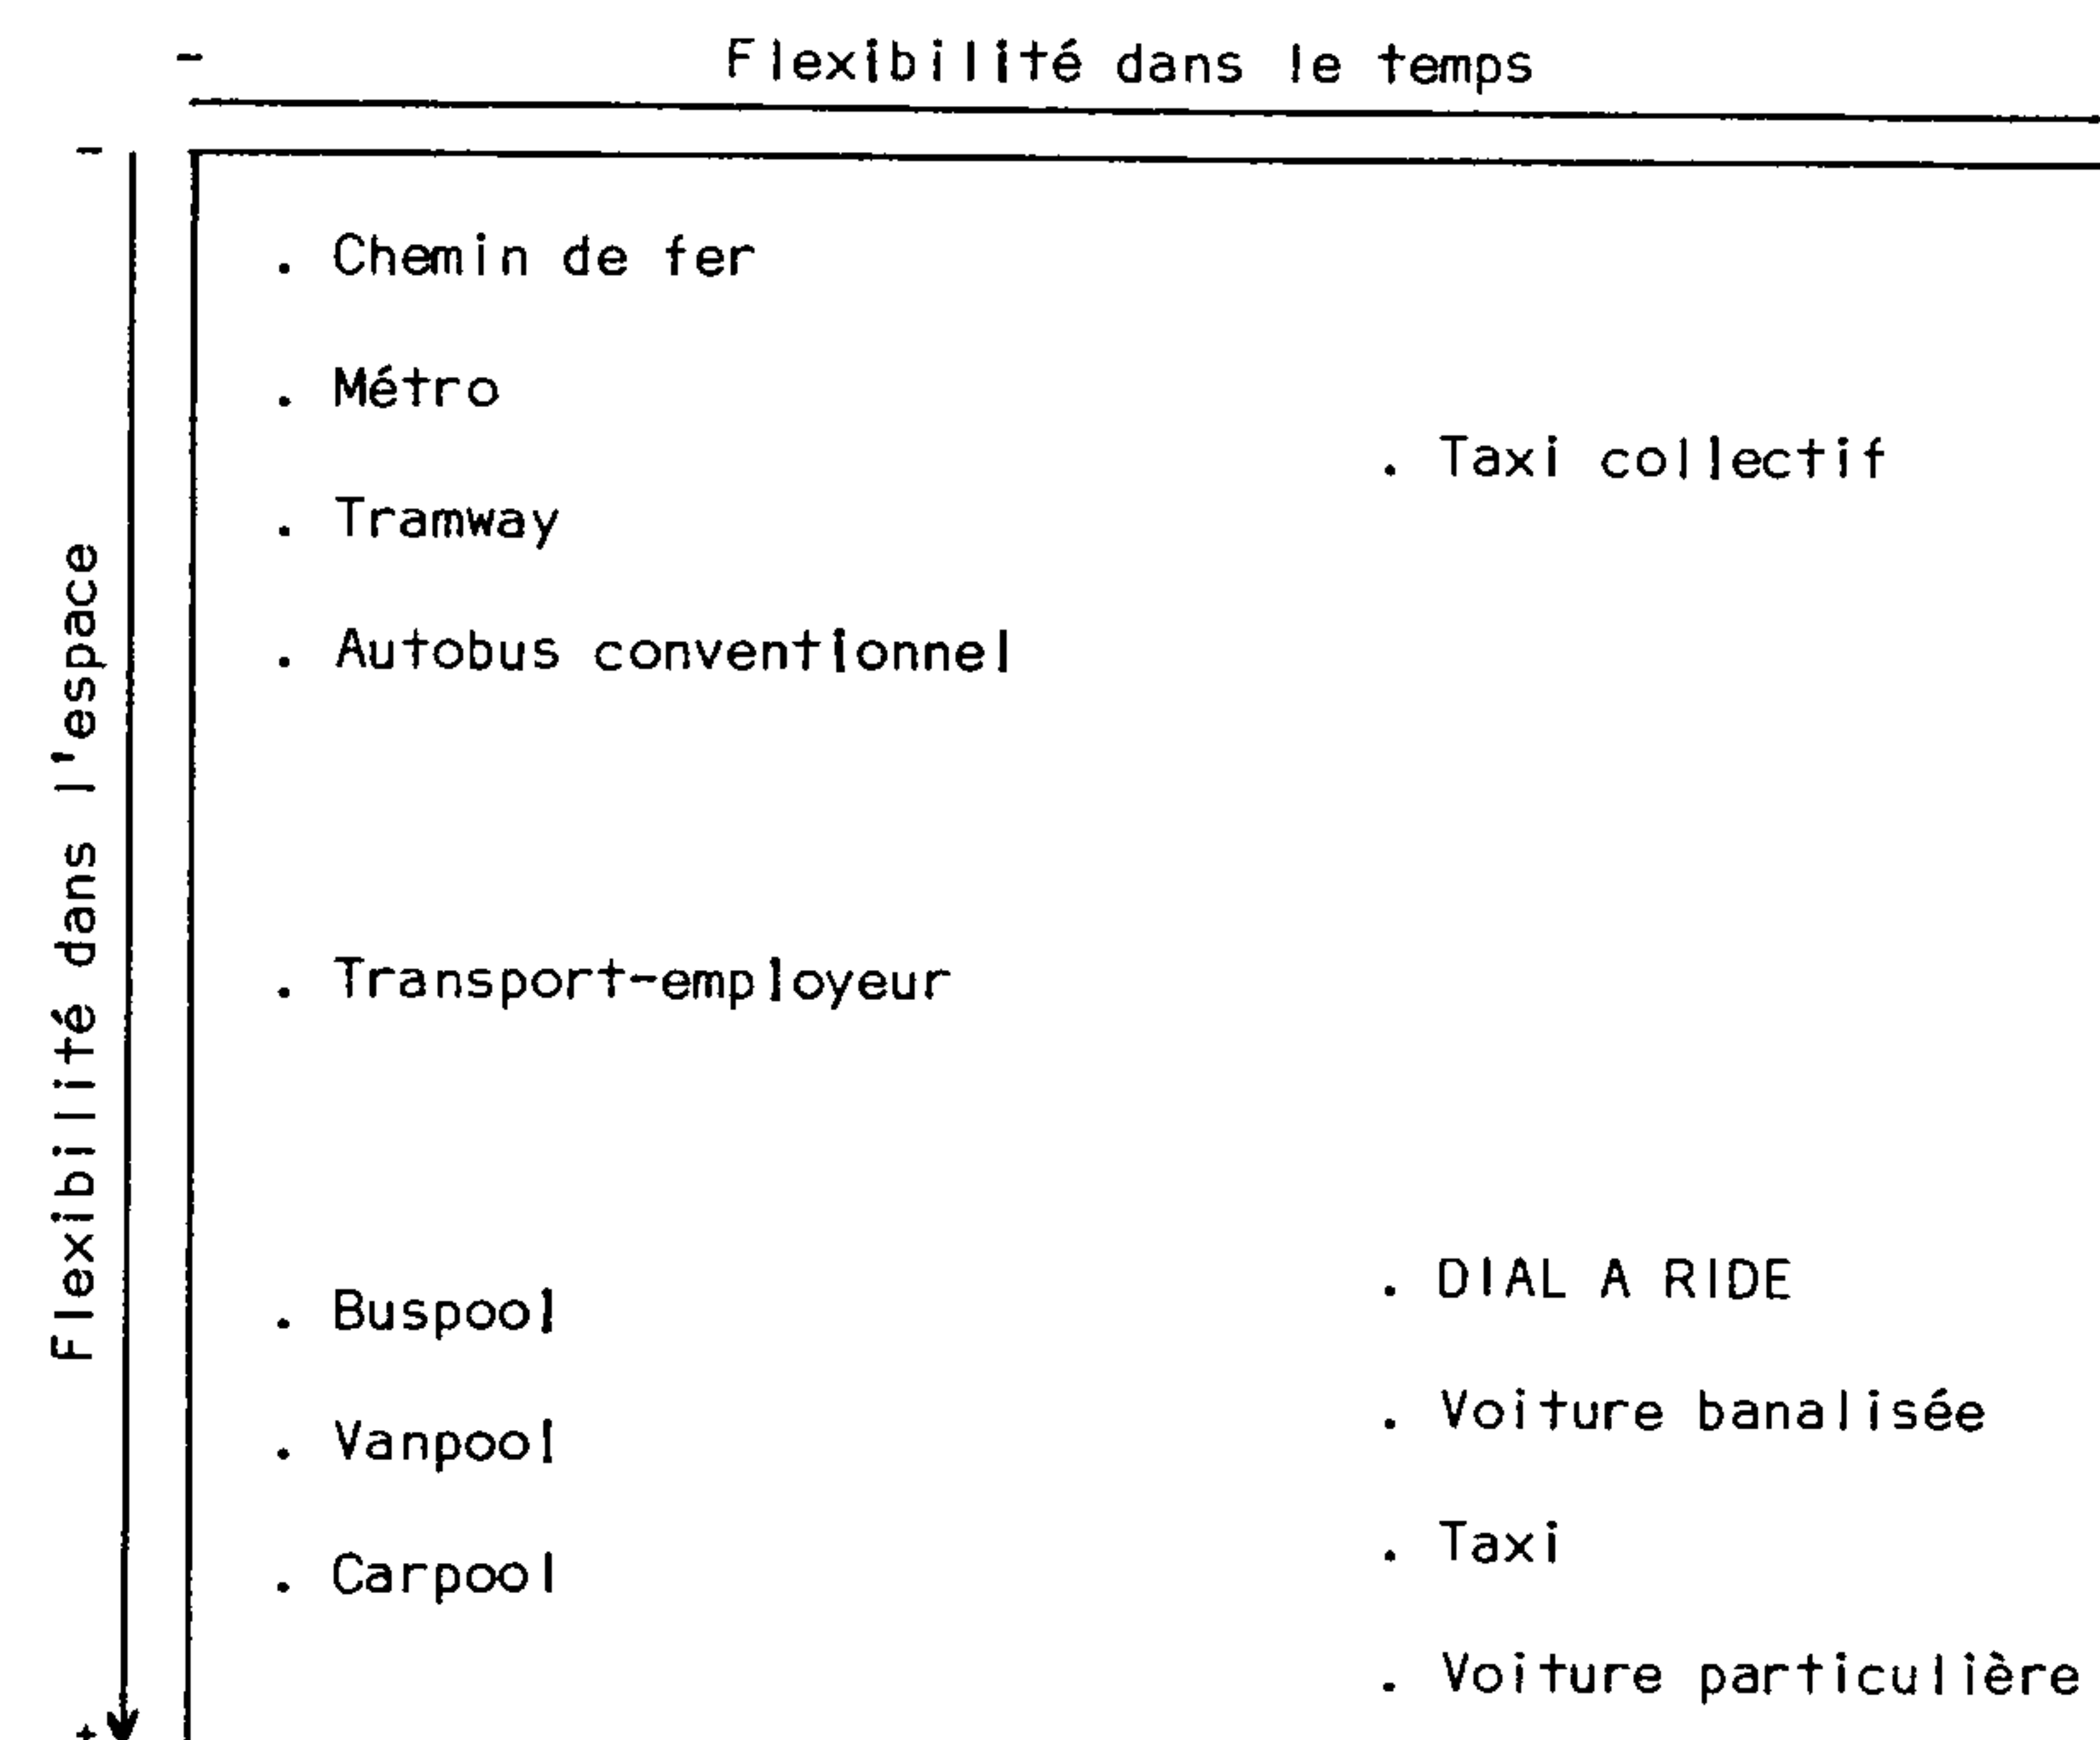 - Flexibilité dans le temps
-
Flexibilité dans l'espace
+
. Chemin de fer
. Métro
. Taxi collectif
. Tramway
. Autobus conventionnel
. Transport-employeur
. DIAL A RIDE
. Buspool
. Voiture banalisée
. Vanpool
. Taxi
. Carpool
. Voiture particulière